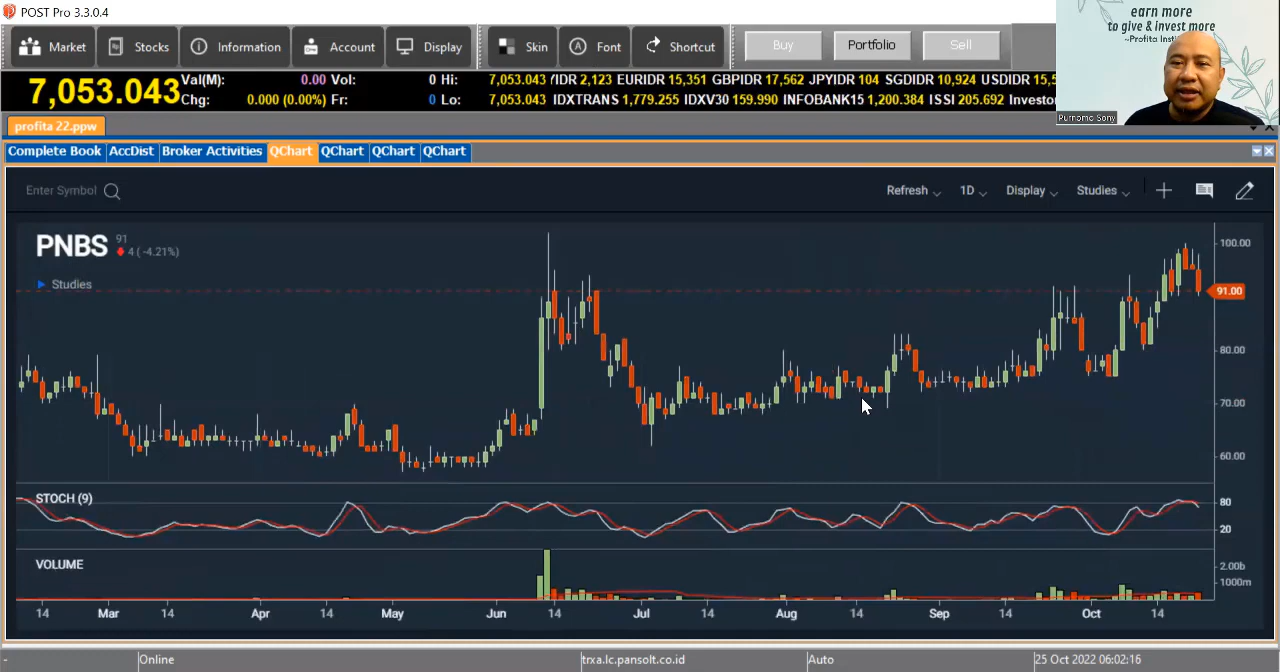 POST Pro 3.3.0.4
Market Stocks Information Account Display Skin Font Shortcut Buy Portfolio Sell
7,053.043 Val(M): 0.00 Vol: 0 Hi: 7,053.043
Chg: 0.000 (0.00%) Fr: 0 Lo: 7,053.043
YIDR 2,123 EURIDR 15,351 GBPIDR 17,562 JPYIDR 104 SGDIDR 10,924 USDIDR
IDXTRANS 1,779.255 IDXV30 159.990 INFOBANK15 1,200.384 ISSI 205.692
earn more
to give & invest more
Purnomo Sony
profita 22.ppw
Complete Book AccDist Broker Activities QChart QChart QChart QChart
Enter Symbol Refresh 1D Display Studies
PNBS 91
4 ( -4.21%)
Studies
100.00
91.00
80.00
70.00
60.00
STOCH (9)
80
20
VOLUME
2.00b
1000m
14 Mar 14 Apr 14 May Jun 14 Jul 14 Aug 14 Sep 14 Oct 14
- Online trxa.lc.pansolt.co.id Auto 25 Oct 2022 06:02:16